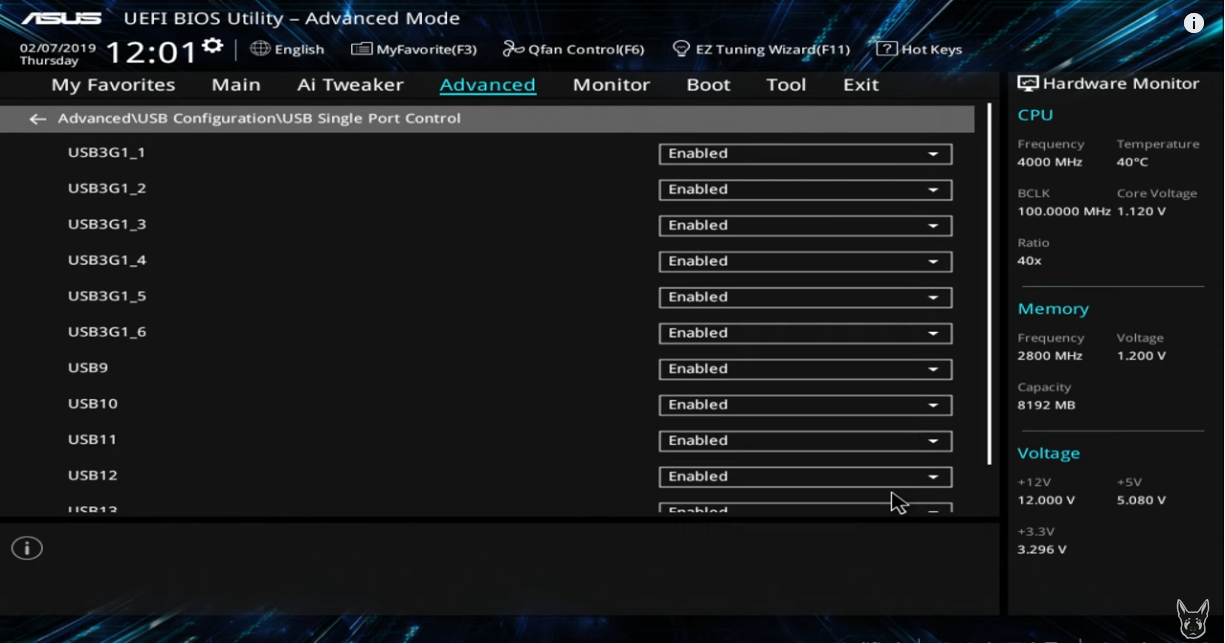 ASUS UEFI BIOS Utility – Advanced Mode
02/07/2019
Thursday
12:01
English
MyFavorite(F3)
Qfan Control(F6)
EZ Tuning Wizard(F11)
? Hot Keys
My Favorites Main Ai Tweaker Advanced Monitor Boot Tool Exit
← Advanced\USB Configuration\USB Single Port Control
USB3G1_1 Enabled
USB3G1_2 Enabled
USB3G1_3 Enabled
USB3G1_4 Enabled
USB3G1_5 Enabled
USB3G1_6 Enabled
USB9 Enabled
USB10 Enabled
USB11 Enabled
USB12 Enabled
USB13 Enabled
Hardware Monitor
CPU
Frequency Temperature
4000 MHz 40°C
BCLK Core Voltage
100.0000 MHz 1.120 V
Ratio
40x
Memory
Frequency Voltage
2800 MHz 1.200 V
Capacity
8192 MB
Voltage
+12V +5V
12.000 V 5.080 V
+3.3V
3.296 V